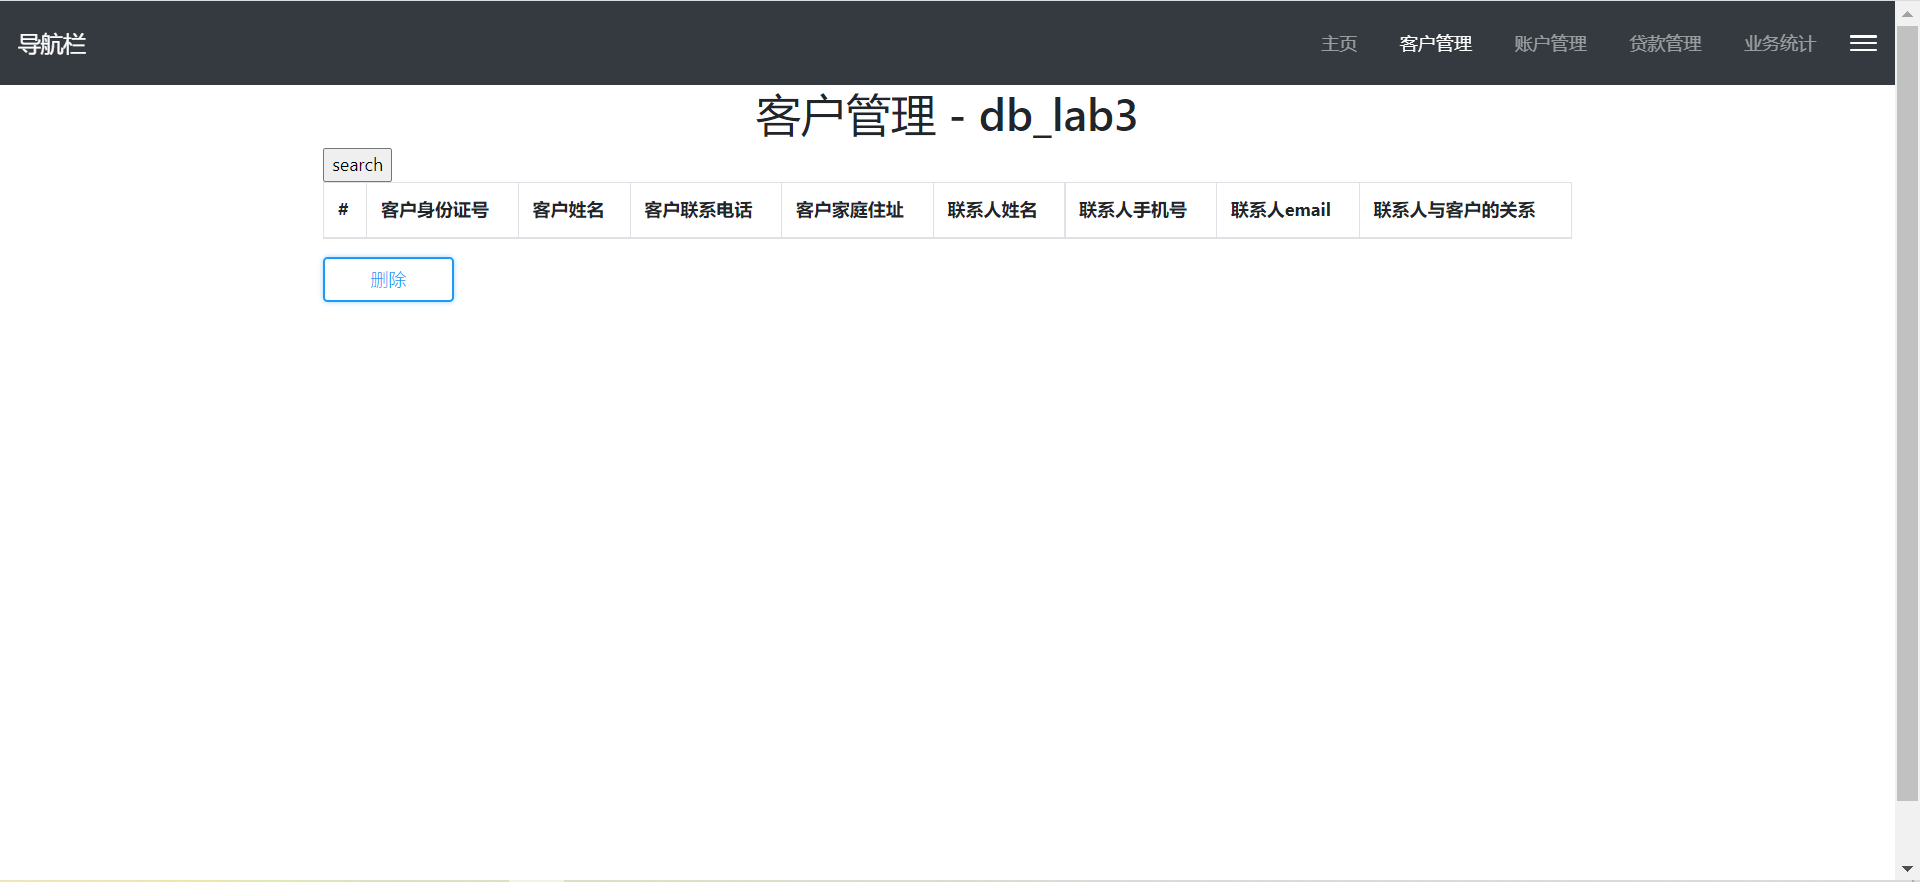 导航栏 主页 客户管理 账户管理 贷款管理 业务统计
客户管理 - db_lab3
search
# 客户身份证号 客户姓名 客户联系电话 客户家庭住址 联系人姓名 联系人手机号 联系人email 联系人与客户的关系
删除